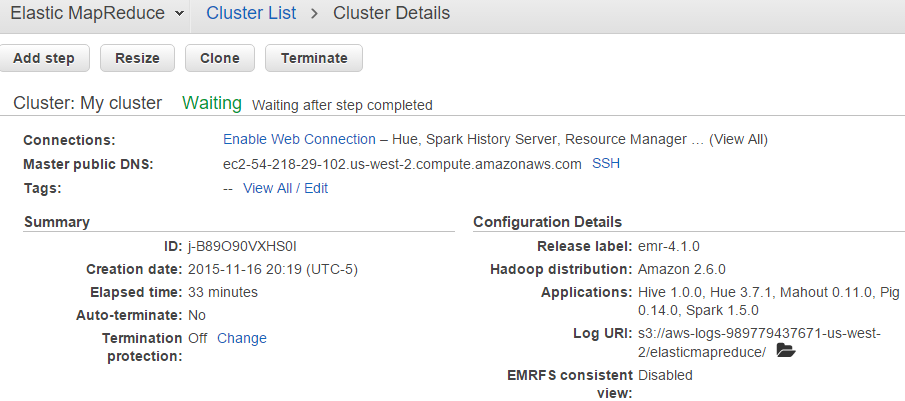 Elastic MapReduce Cluster List > Cluster Details
Add step Resize Clone Terminate
Cluster: My cluster Waiting Waiting after step completed
Connections: Enable Web Connection – Hue, Spark History Server, Resource Manager … (View All)
Master public DNS: ec2-54-218-29-102.us-west-2.compute.amazonaws.com SSH
Tags: -- View All / Edit
Summary
ID: j-B89O90VXHS0I
Creation date: 2015-11-16 20:19 (UTC-5)
Elapsed time: 33 minutes
Auto-terminate: No
Termination Off Change
protection:
Configuration Details
Release label: emr-4.1.0
Hadoop distribution: Amazon 2.6.0
Applications: Hive 1.0.0, Hue 3.7.1, Mahout 0.11.0, Pig
0.14.0, Spark 1.5.0
Log URI: s3://aws-logs-989779437671-us-west-
2/elasticmapreduce/
EMRFS consistent Disabled
view: